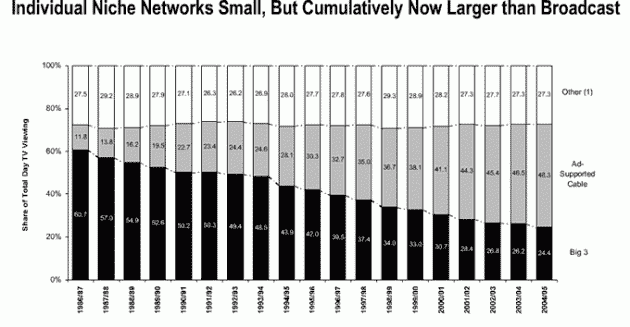 Individual Niche Networks Small, But Cumulatively Now Larger than Broadcast
Share of Total Day TV Viewing
100%
27.5 29.2 28.9 27.9 27.1 26.3 26.2 26.9 28.0 27.7 27.8 27.6 29.3 28.9 28.2 27.3 27.7 27.3 27.3
Other (1)
80%
11.8 13.8 16.2 19.5 22.7 23.4 24.4 24.6 28.1 30.3 32.7 35.0 36.7 38.1 41.1 44.3 45.4 46.5 48.3
Ad-
Supported
Cable
60%
40%
60.7 57.0 54.9 52.6 50.2 50.3 49.4 48.5 43.9 42.0 39.5 37.4 34.0 33.0 30.7 28.4 26.8 26.2 24.4
20%
Big 3
0%
1986/87 1987/88 1988/89 1989/90 1990/91 1991/92 1992/93 1993/94 1994/95 1995/96 1996/97 1997/98 1998/99 1999/00 2000/01 2001/02 2002/03 2003/04 2004/05